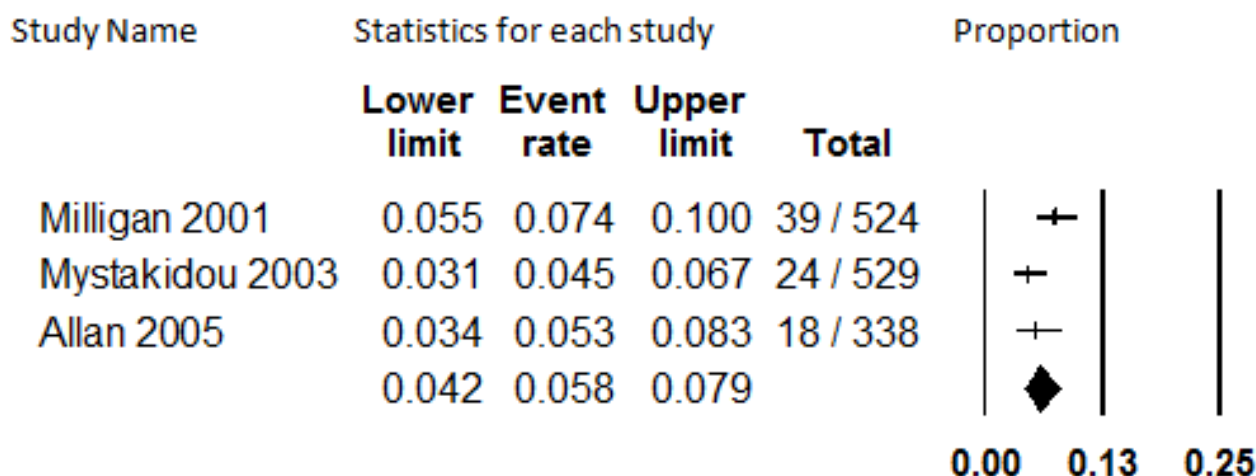 Study Name Statistics for each study Proportion
Lower Event Upper
limit rate limit Total
Milligan 2001 0.055 0.074 0.100 39 / 524
Mystakidou 2003 0.031 0.045 0.067 24 / 529
Allan 2005 0.034 0.053 0.083 18 / 338
0.042 0.058 0.079
0.00 0.13 0.25